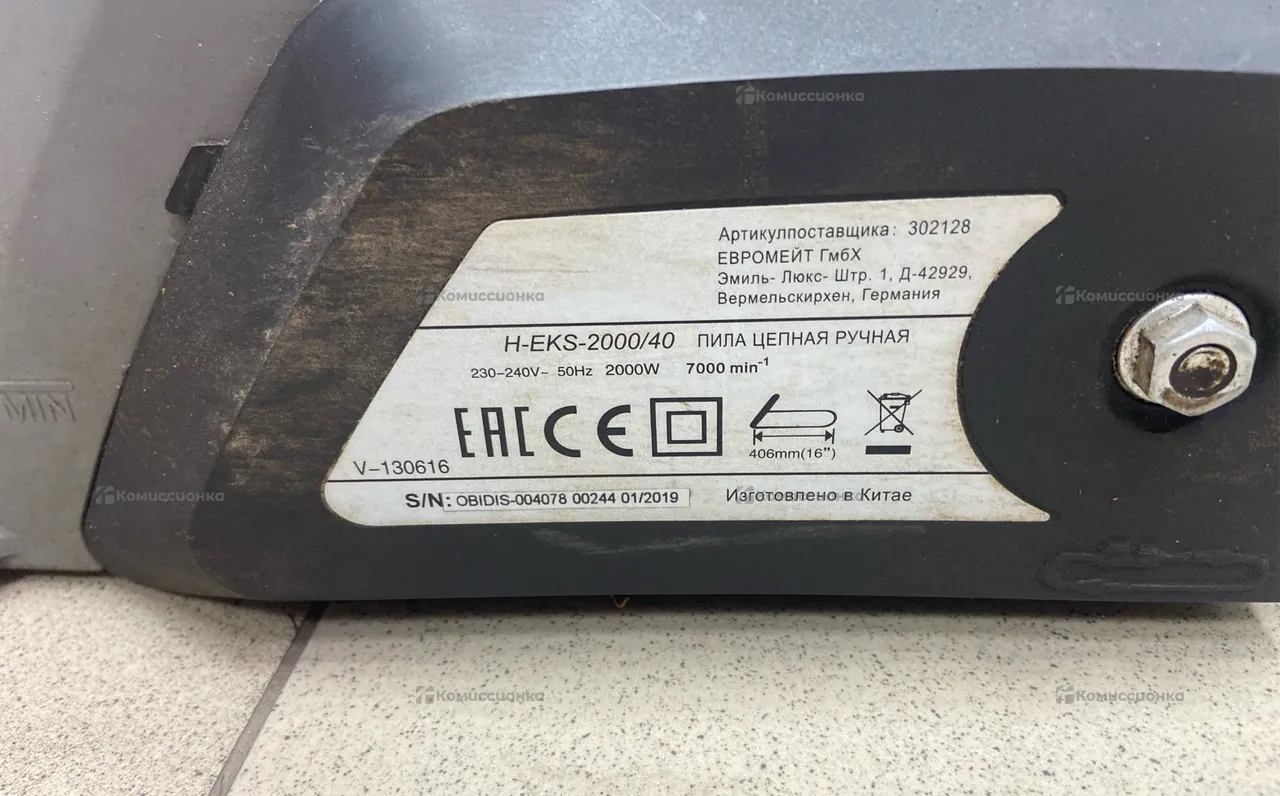 Комиссионка
Комиссионка
Артикулпоставщика: 302128
ЕВРОМЕЙТ ГмбХ
Эмиль- Люкс- Штр. 1, Д-42929,
Вермельскирхен, Германия
Комиссионка
Комиссионка
H-EKS-2000/40 ПИЛА ЦЕПНАЯ РУЧНАЯ
230-240V~ 50Hz 2000W 7000 min-1
MIN
EAC CE
406mm(16")
V-130616
S/N: OBIDIS-004078 00244 01/2019 Изготовлено в Китае
Комиссионка
Комиссионка
Комиссионка
Комиссионка